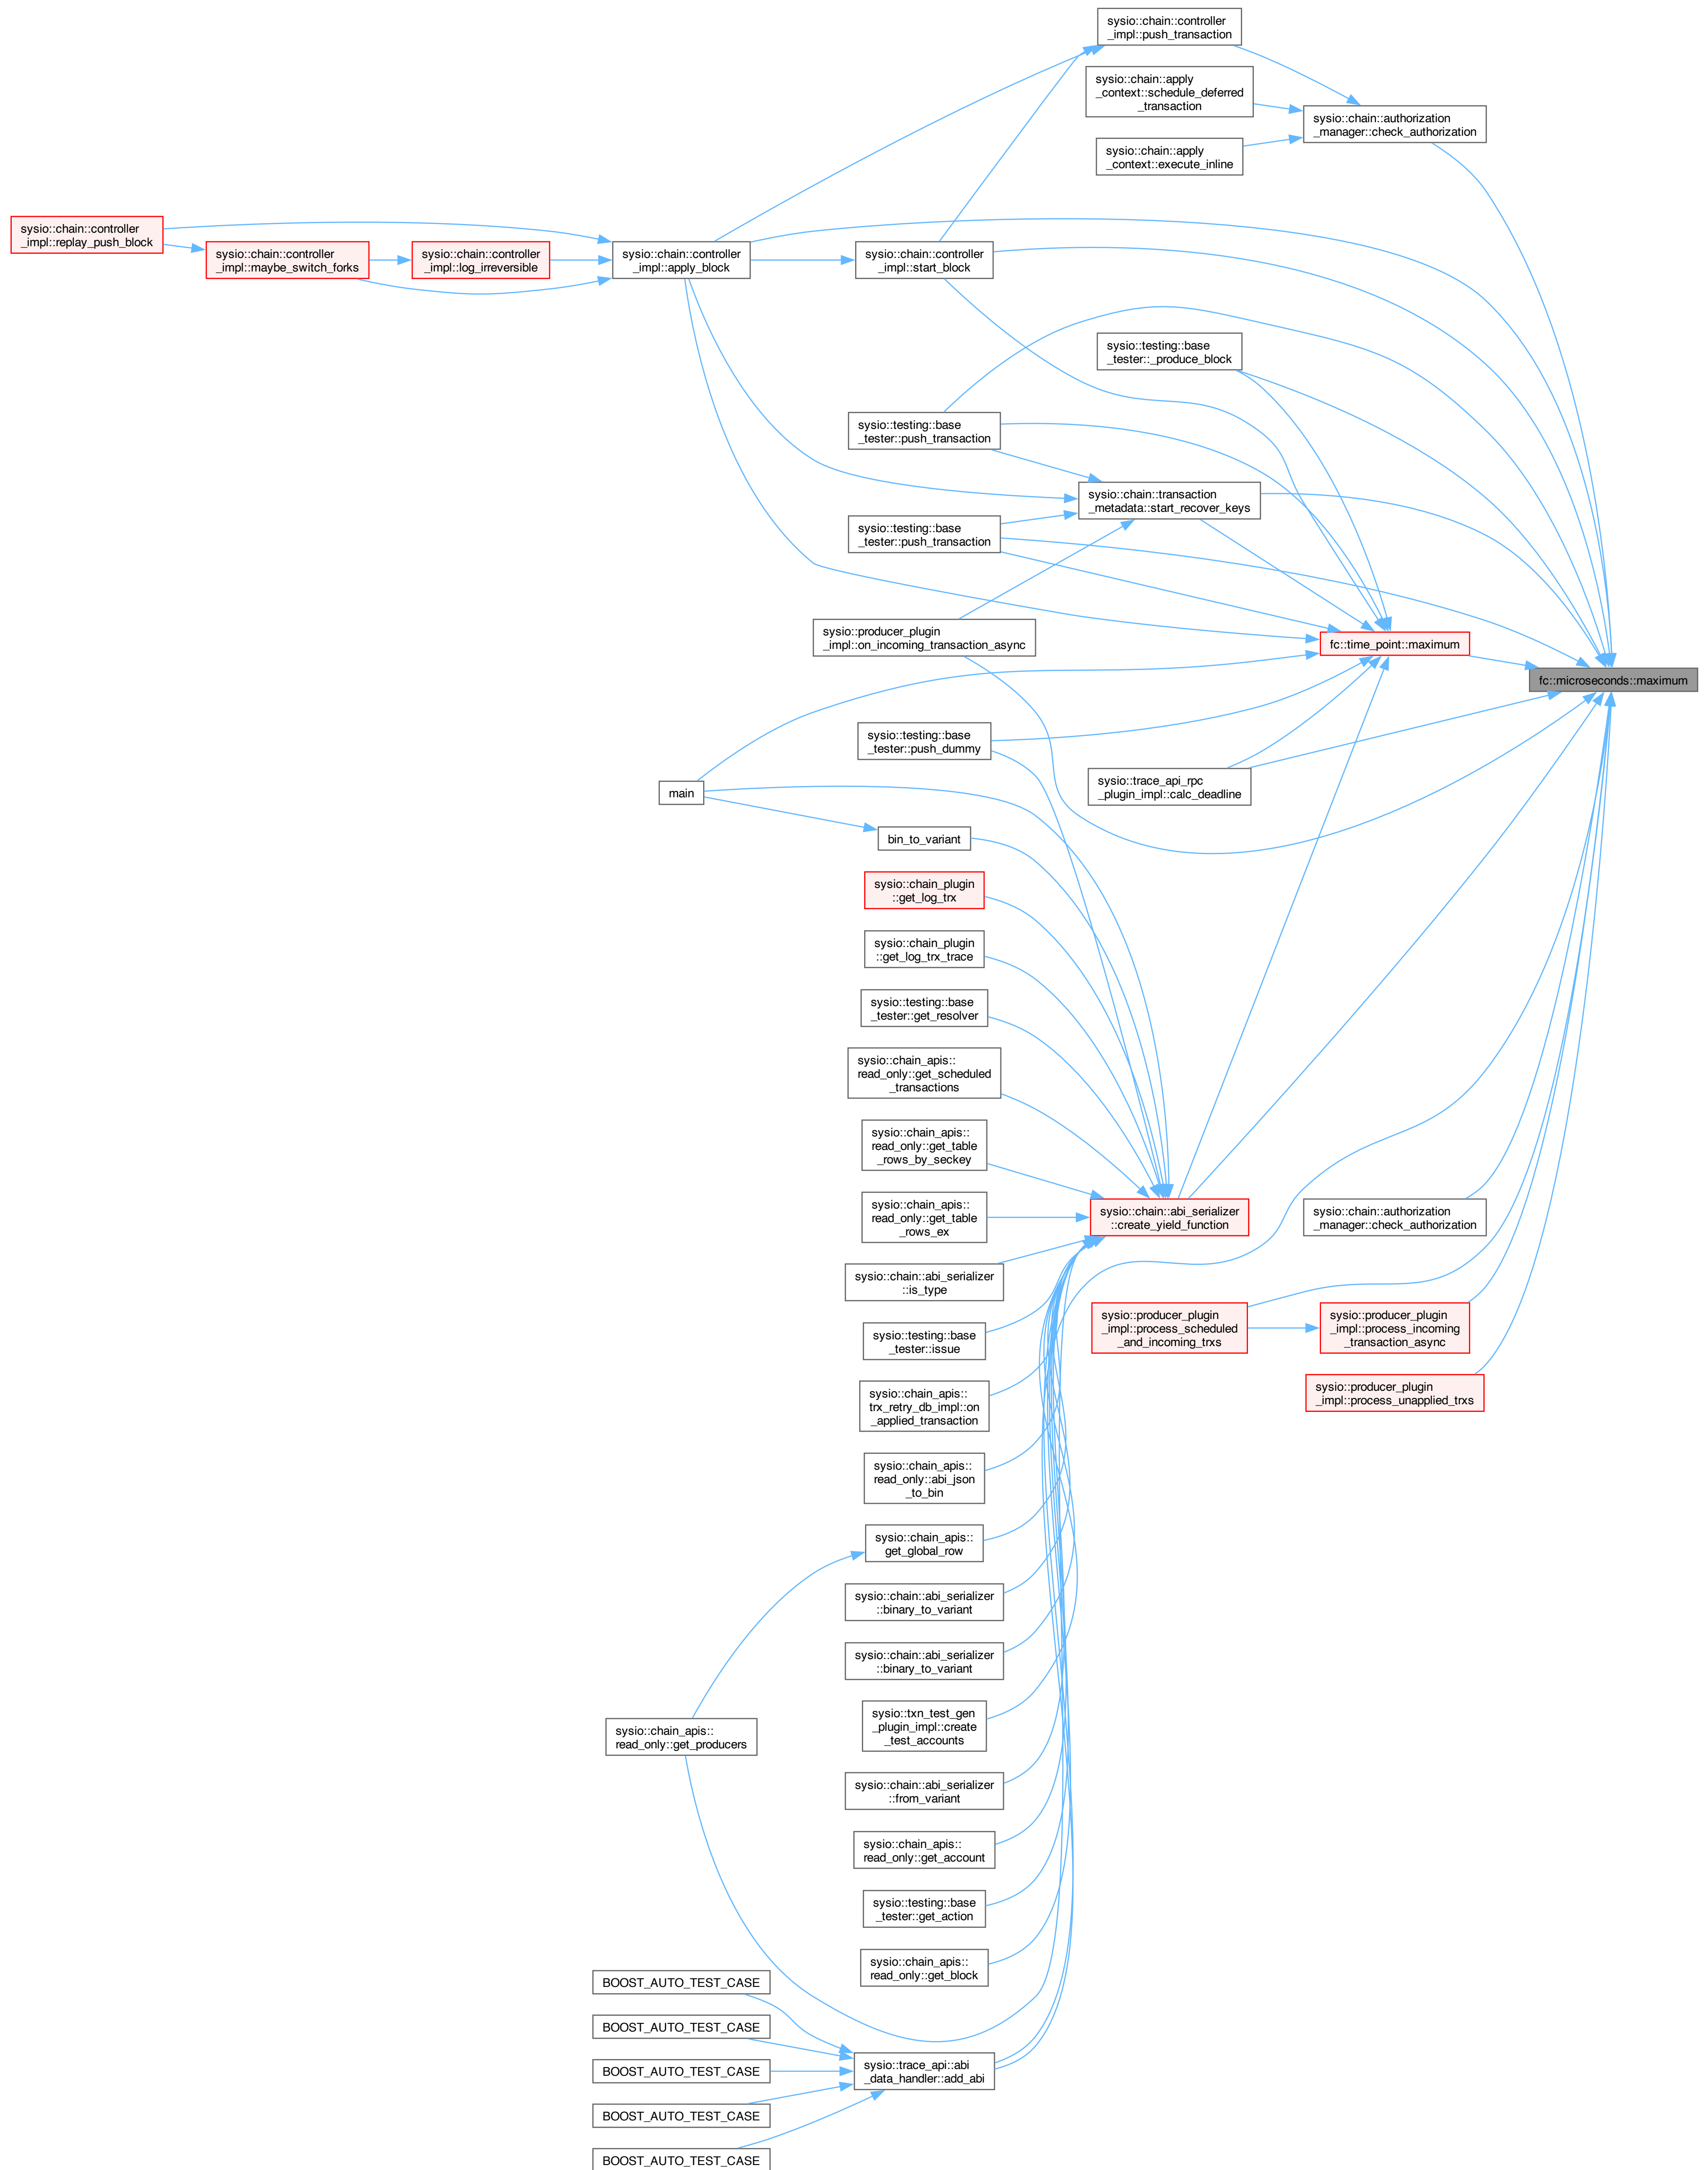 sysio::chain::controller
_impl::push_transaction
sysio::chain::apply
_context::schedule_deferred
_transaction
sysio::chain::authorization
_manager::check_authorization
sysio::chain::apply
_context::execute_inline
sysio::chain::controller
_impl::replay_push_block
sysio::chain::controller
_impl::maybe_switch_forks
sysio::chain::controller
_impl::log_irreversible
sysio::chain::controller
_impl::apply_block
sysio::chain::controller
_impl::start_block
sysio::testing::base
_tester::_produce_block
sysio::testing::base
_tester::push_transaction
sysio::chain::transaction
_metadata::start_recover_keys
sysio::testing::base
_tester::push_transaction
sysio::producer_plugin
_impl::on_incoming_transaction_async
fc::time_point::maximum
fc::microseconds::maximum
sysio::testing::base
_tester::push_dummy
sysio::trace_api_rpc
_plugin_impl::calc_deadline
main
bin_to_variant
sysio::chain_plugin
::get_log_trx
sysio::chain_plugin
::get_log_trx_trace
sysio::testing::base
_tester::get_resolver
sysio::chain_apis::
read_only::get_scheduled
_transactions
sysio::chain_apis::
read_only::get_table
_rows_by_seckey
sysio::chain_apis::
read_only::get_table
_rows_ex
sysio::chain::abi_serializer
::create_yield_function
sysio::chain::authorization
_manager::check_authorization
sysio::chain::abi_serializer
::is_type
sysio::testing::base
_tester::issue
sysio::producer_plugin
_impl::process_scheduled
_and_incoming_trxs
sysio::producer_plugin
_impl::process_incoming
_transaction_async
sysio::producer_plugin
_impl::process_unapplied_trxs
sysio::chain_apis::
trx_retry_db_impl::on
_applied_transaction
sysio::chain_apis::
read_only::abi_json
_to_bin
sysio::chain_apis::
get_global_row
sysio::chain::abi_serializer
::binary_to_variant
sysio::chain::abi_serializer
::binary_to_variant
sysio::txn_test_gen
_plugin_impl::create
_test_accounts
sysio::chain_apis::
read_only::get_producers
sysio::chain::abi_serializer
::from_variant
sysio::chain_apis::
read_only::get_account
sysio::testing::base
_tester::get_action
sysio::chain_apis::
read_only::get_block
BOOST_AUTO_TEST_CASE
BOOST_AUTO_TEST_CASE
BOOST_AUTO_TEST_CASE
sysio::trace_api::abi
_data_handler::add_abi
BOOST_AUTO_TEST_CASE
BOOST_AUTO_TEST_CASE